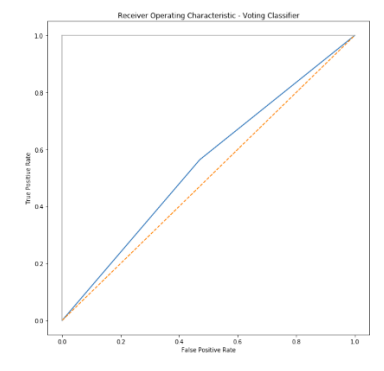 Receiver Operating Characteristic - Voting Classifier
1.0
0.8
0.6
0.4
0.2
0.0
True Positive Rate
0.0 0.2 0.4 0.6 0.8 1.0
False Positive Rate